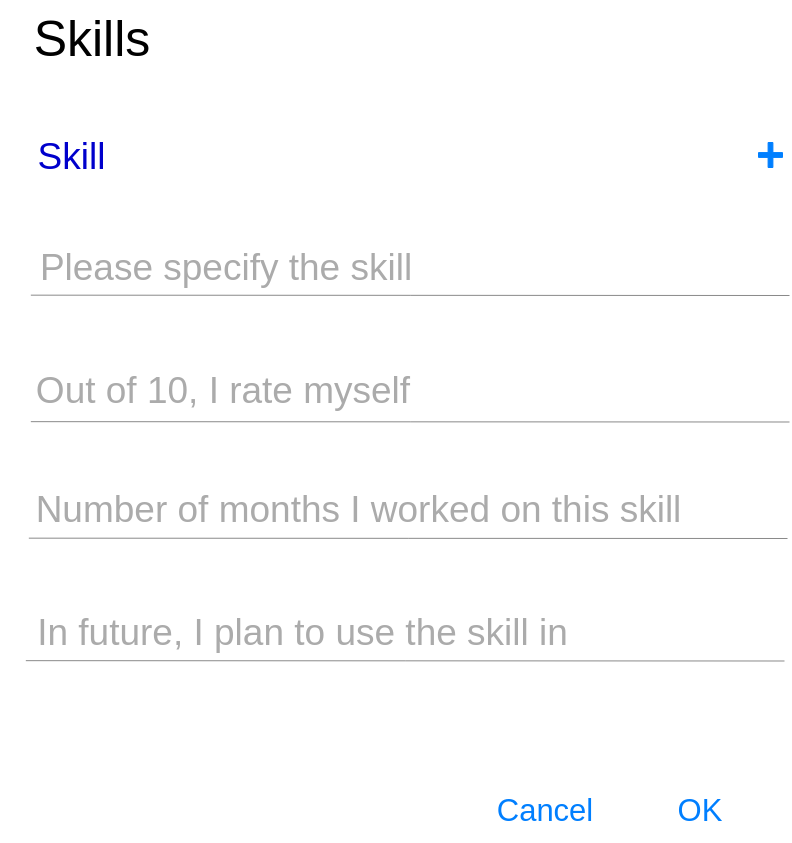 Skills
Skill +
Please specify the skill
Out of 10, I rate myself
Number of months I worked on this skill
In future, I plan to use the skill in
Cancel OK